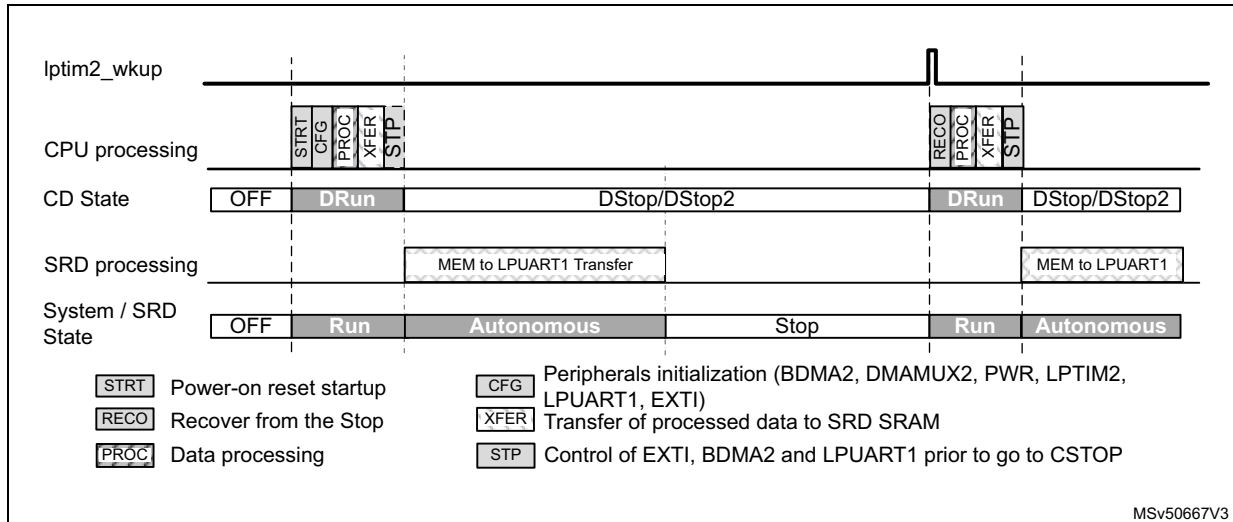 lptim2_wkup
STRT CFG PROC XFER STP RECO PROC XFER STP
CPU processing
CD State OFF DRun DStop/DStop2 DRun DStop/DStop2
SRD processing MEM to LPUART1 Transfer MEM to LPUART1
System / SRD
State OFF Run Autonomous Stop Run Autonomous
STRT Power-on reset startup
RECO Recover from the Stop
PROC Data processing
CFG Peripherals initialization (BDMA2, DMAMUX2, PWR, LPTIM2,
LPUART1, EXTI)
XFER Transfer of processed data to SRD SRAM
STP Control of EXTI, BDMA2 and LPUART1 prior to go to CSTOP
MSv50667V3